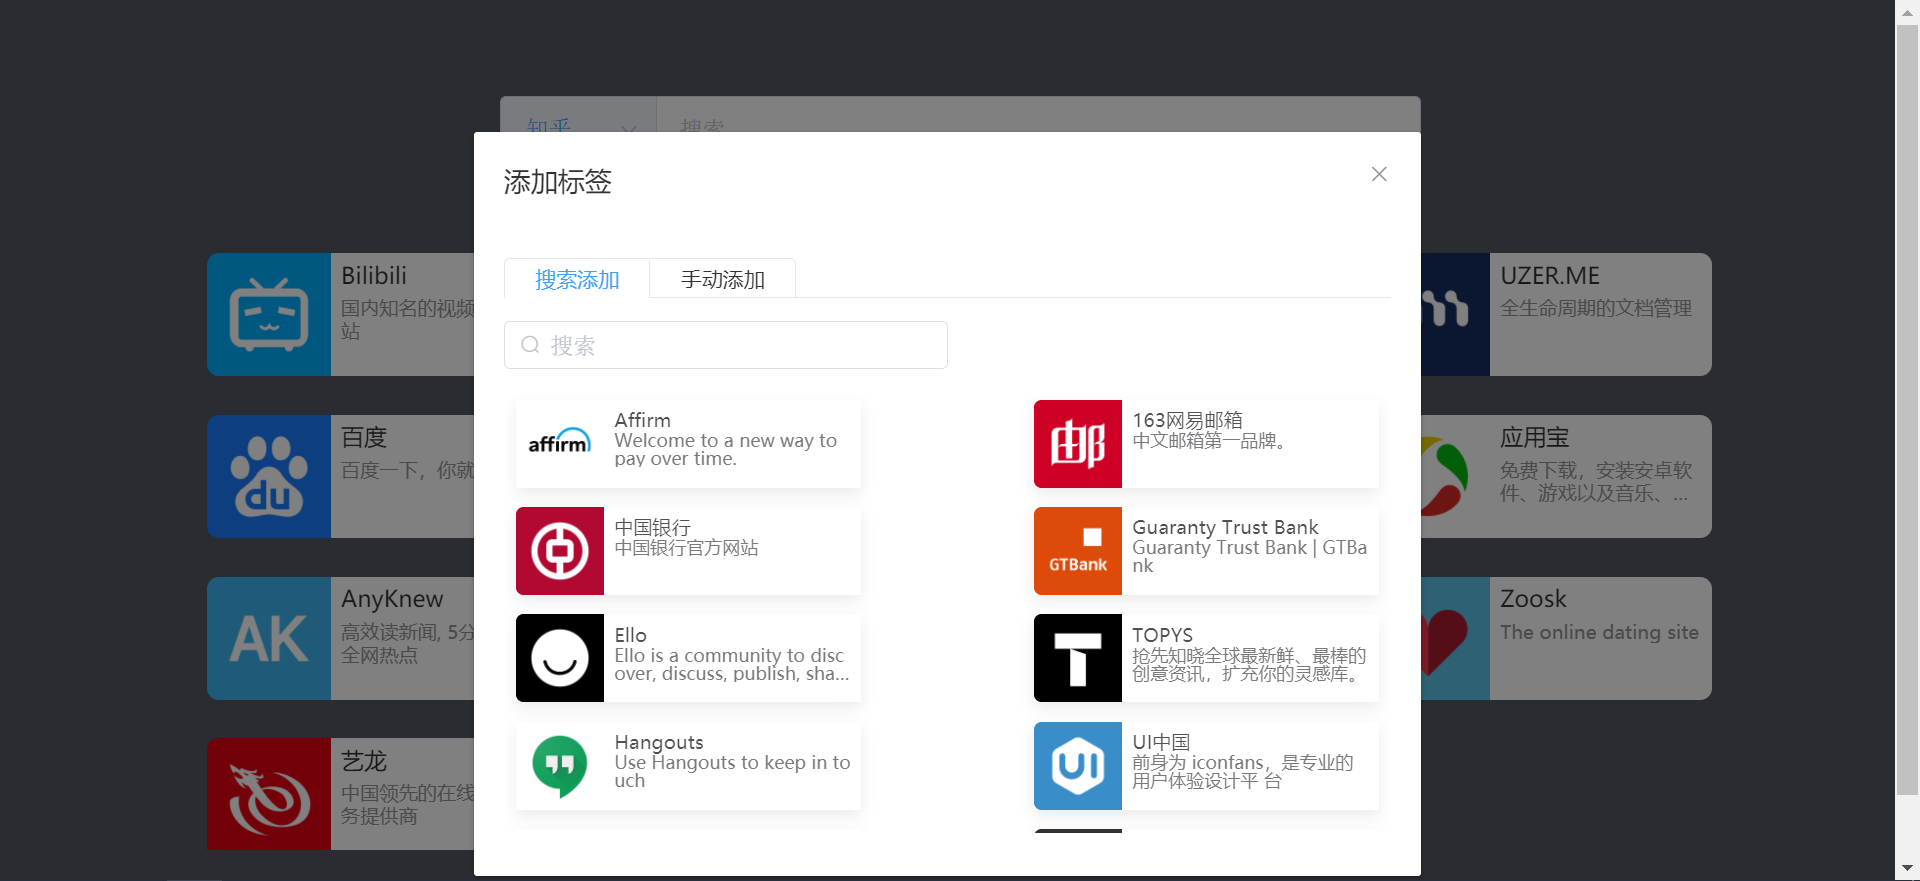 知乎
搜索
添加标签
搜索添加
手动添加
搜索
affirm
Affirm
Welcome to a new way to
pay over time.
邮
163网易邮箱
中文邮箱第一品牌。
中国银行
中国银行官方网站
GTBank
Guaranty Trust Bank
Guaranty Trust Bank | GTBa
nk
Ello
Ello is a community to disc
over, discuss, publish, sha...
T
TOPYS
抢先知晓全球最新鲜、最棒的
创意资讯，扩充你的灵感库。
Hangouts
Use Hangouts to keep in to
uch
UI
UI中国
前身为 iconfans，是专业的
用户体验设计平 台
Bilibili
国内知名的视频
站
du
百度
百度一下，你就
AK
AnyKnew
高效读新闻, 5分
全网热点
艺龙
中国领先的在线
务提供商
UZER.ME
全生命周期的文档管理
应用宝
免费下载，安装安卓软
件、游戏以及音乐、...
Zoosk
The online dating site